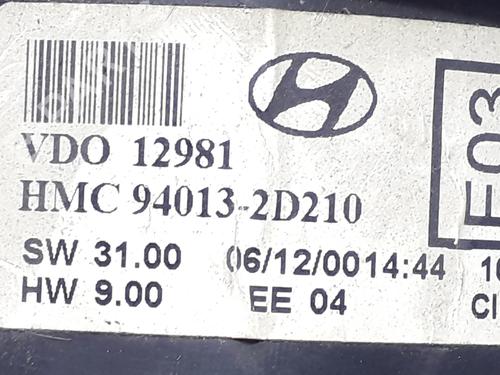 VDO 12981
HMC 94013-2D210
SW 31.00 06/12/0014:44
HW 9.00 EE 04
E03